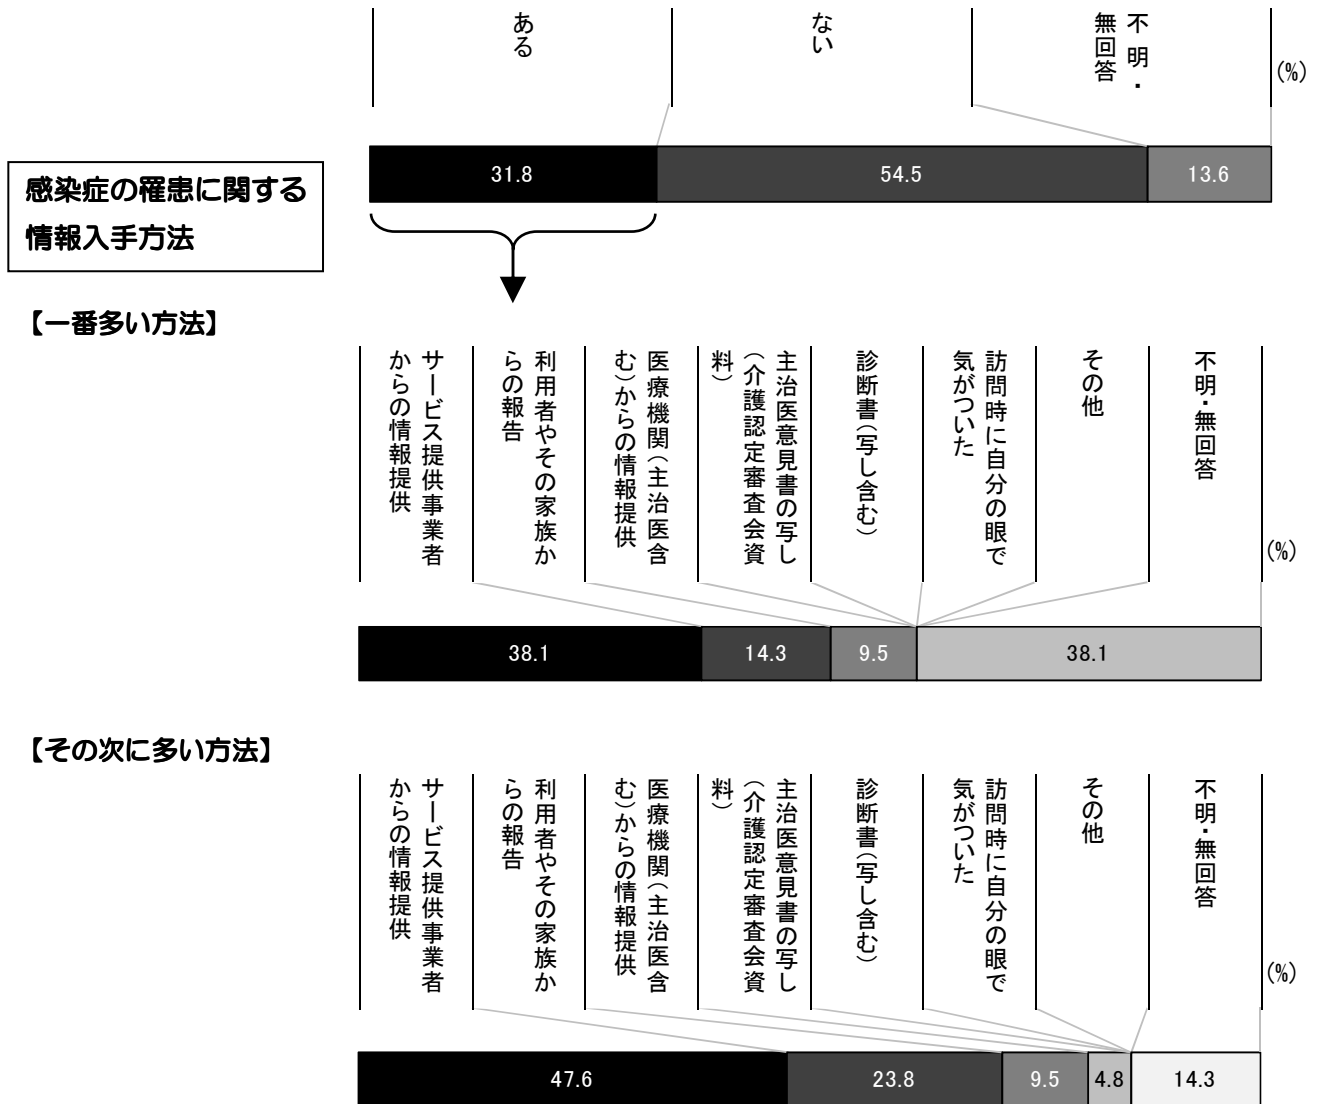 ある
ない
不明・
無回答
(%)
31.8
54.5
13.6
感染症の罹患に関する
情報入手方法
【一番多い方法】
サービス提供事業者
からの情報提供
利用者やその家族か
らの報告
医療機関（主治医含
む）からの情報提供
主治医意見書の写し
（介護認定審査会資
料）
診断書（写し含む）
訪問時に自分の眼で
気がついた
その他
不明・無回答
(%)
38.1
14.3
9.5
38.1
【その次に多い方法】
サービス提供事業者
からの情報提供
利用者やその家族か
らの報告
医療機関（主治医含
む）からの情報提供
主治医意見書の写し
（介護認定審査会資
料）
診断書（写し含む）
訪問時に自分の眼で
気がついた
その他
不明・無回答
(%)
47.6
23.8
9.5
4.8
14.3